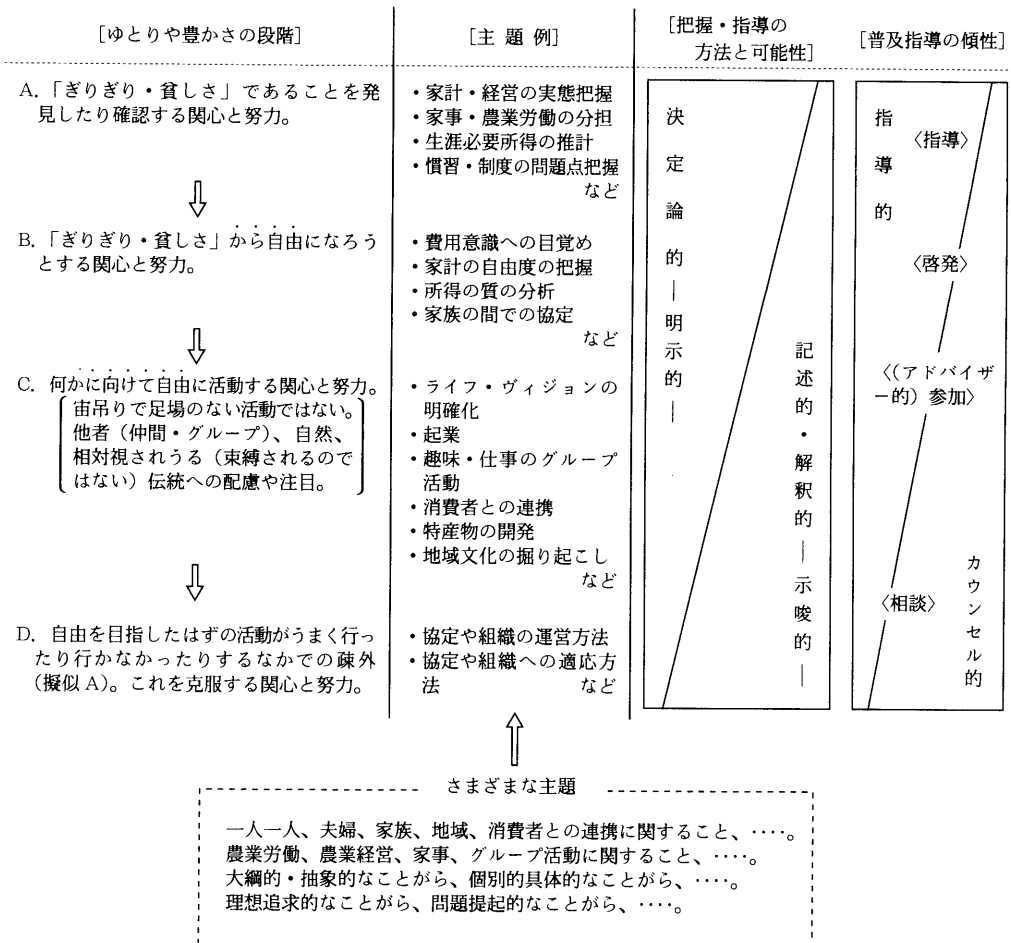 [ゆとりや豊かさの段階]
[主題例]
[把握・指導の
方法と可能性]
[普及指導の傾性]
A.「ぎりぎり・貧しさ」であることを発
見したり確認する関心と努力。
・家計・経営の実態把握
・家事・農業労働の分担
・生涯必要所得の推計
・慣習・制度の問題点把握
など
⇩
B.「ぎりぎり・貧しさ」から自由になろう
とする関心と努力。
・費用意識への目覚め
・家計の自由度の把握
・所得の質の分析
・家族の間での協定
など
⇩
C. 何かに向けて自由に活動する関心と努力。
宙吊りで足場のない活動ではない。
他者(仲間・グループ)、自然、
相対視されうる(束縛されるので
はない)伝統への配慮や注目。
・ライフ・ヴィジョンの
明確化
・起業
・趣味・仕事のグループ
活動
・消費者との連携
・特産物の開発
・地域文化の掘り起こし
など
⇩
D. 自由を目指したはずの活動がうまく行っ
たり行かなかったりするなかでの疎外
(擬似A)。これを克服する関心と努力。
・協定や組織の運営方法
・協定や組織への適応方
法 など
決定論的―明示的―
記述的・解釈的―示唆的―
指導的
〈指導〉
〈啓発〉
〈(アドバイザ
ー的)参加〉
〈相談〉
カウンセル的
⇧
さまざまな主題
一人一人、夫婦、家族、地域、消費者との連携に関すること、‥‥。
農業労働、農業経営、家事、グループ活動に関すること、‥‥。
大綱的・抽象的なことがら、個別的具体的なことがら、‥‥。
理想追求的なことがら、問題提起的なことがら、‥‥。